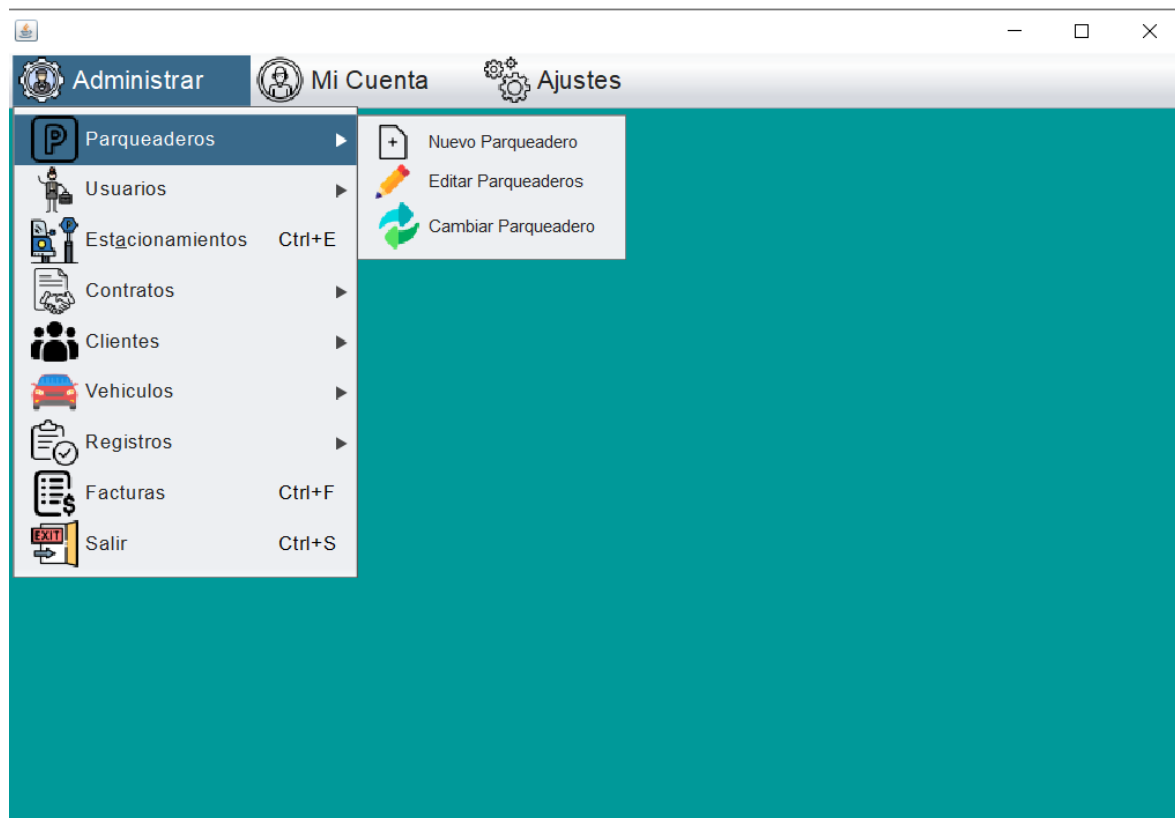 Administrar Mi Cuenta Ajustes
Parqueaderos
Nuevo Parqueadero
Editar Parqueaderos
Cambiar Parqueadero
Usuarios
Estacionamientos Ctrl+E
Contratos
Clientes
Vehiculos
Registros
Facturas Ctrl+F
EXIT
Salir Ctrl+S